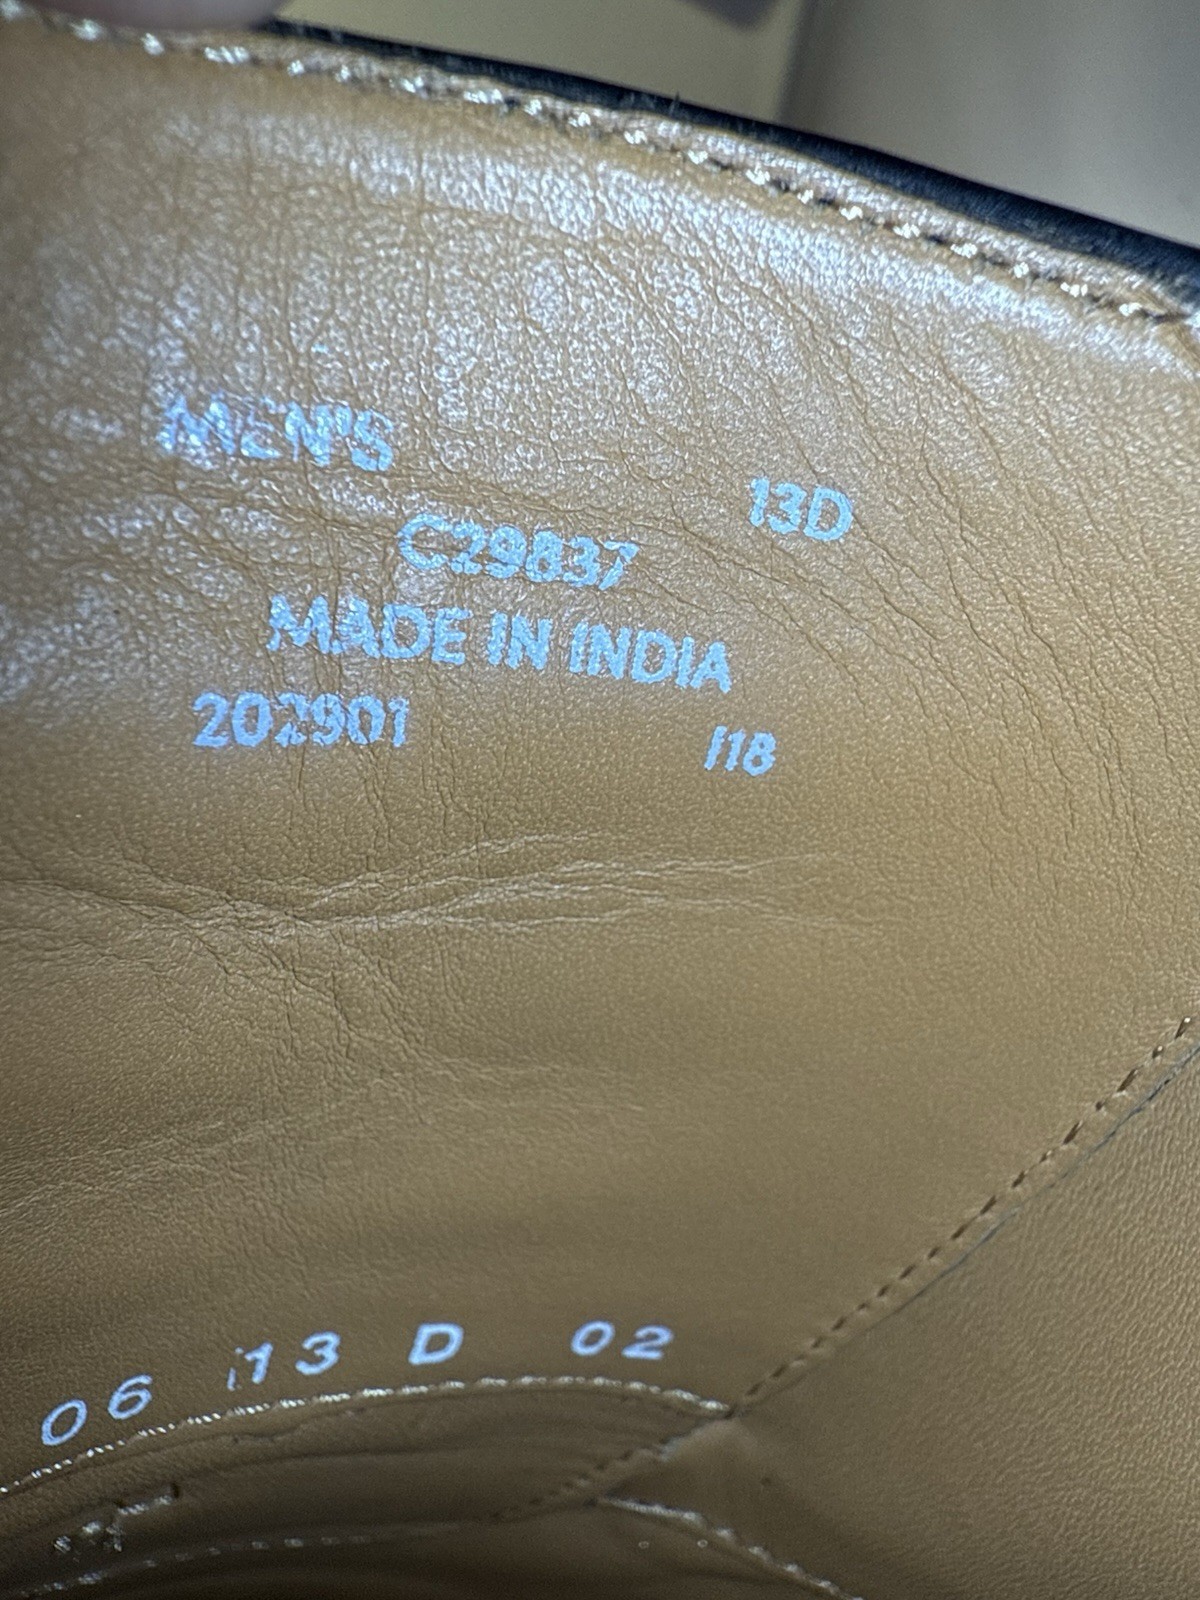 MEN'S 13D
C29837
MADE IN INDIA
202901 I18
06 13 D 02